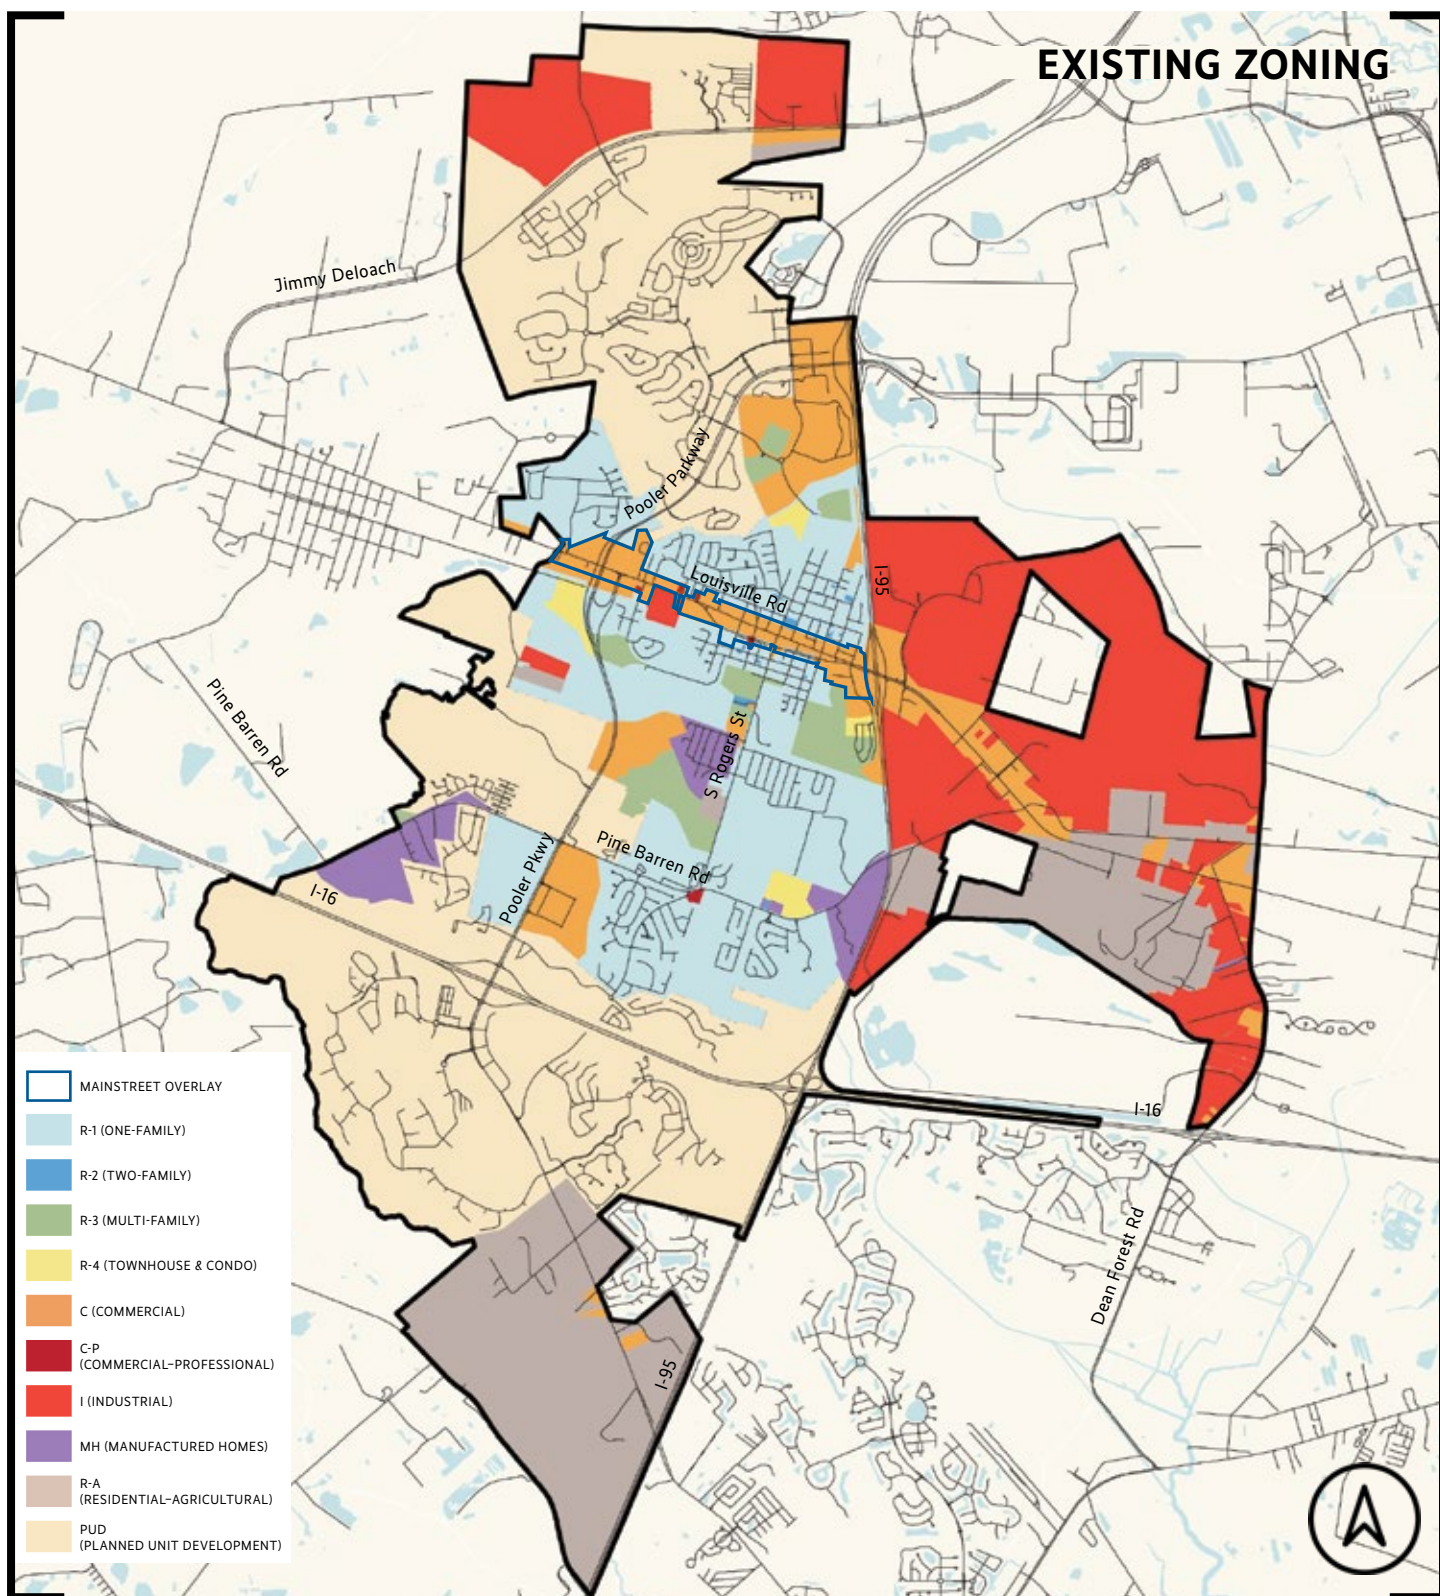 EXISTING ZONING
Jimmy Deloach
Pooler Parkway
I-95
Louisville Rd
Pine Barren Rd
S Rogers St
Pine Barren Rd
Pooler Pkwy
I-16
I-16
Dean Forest Rd
I-95
MAINSTREET OVERLAY
R-1 (ONE-FAMILY)
R-2 (TWO-FAMILY)
R-3 (MULTI-FAMILY)
R-4 (TOWNHOUSE & CONDO)
C (COMMERCIAL)
C-P
(COMMERCIAL-PROFESSIONAL)
I (INDUSTRIAL)
MH (MANUFACTURED HOMES)
R-A
(RESIDENTIAL-AGRICULTURAL)
PUD
(PLANNED UNIT DEVELOPMENT)